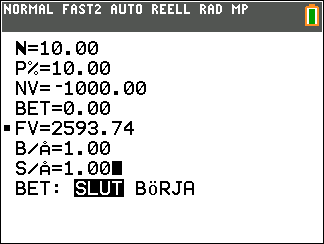 NORMAL FAST2 AUTO REELL RAD MP
N=10.00
P%=10.00
NV=-1000.00
BET=0.00
▪FV=2593.74
B/Å=1.00
S/Å=1.00
BET: SLUT BÖRJA